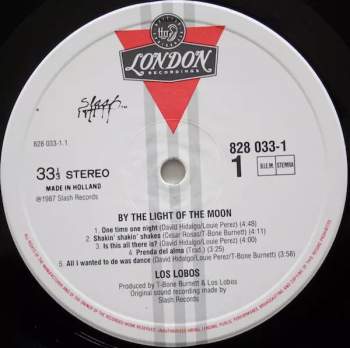 ffrr
LONDON
RECORDINGS
Slash
828 033-1.1
33⅓ STEREO
MADE IN HOLLAND
℗1987 Slash Records
828 033-1
1
B.I.E.M. STEMRA
BY THE LIGHT OF THE MOON
1. One time one night (David Hidalgo/Louie Perez) (4:48)
2. Shakin' shakin' shakes (Cesar Rosas/T-Bone Burnett) (4:11)
3. Is this all there is? (David Hidalgo/Louie Perez) (4:00)
4. Prenda del alma (Trad.) (3:25)
5. All I wanted to do was dance (David Hidalgo/Louie Perez/T-Bone Burnett) (3:56)
LOS LOBOS
Produced by T-Bone Burnett & Los Lobos
Original sound recording made by
Slash Records